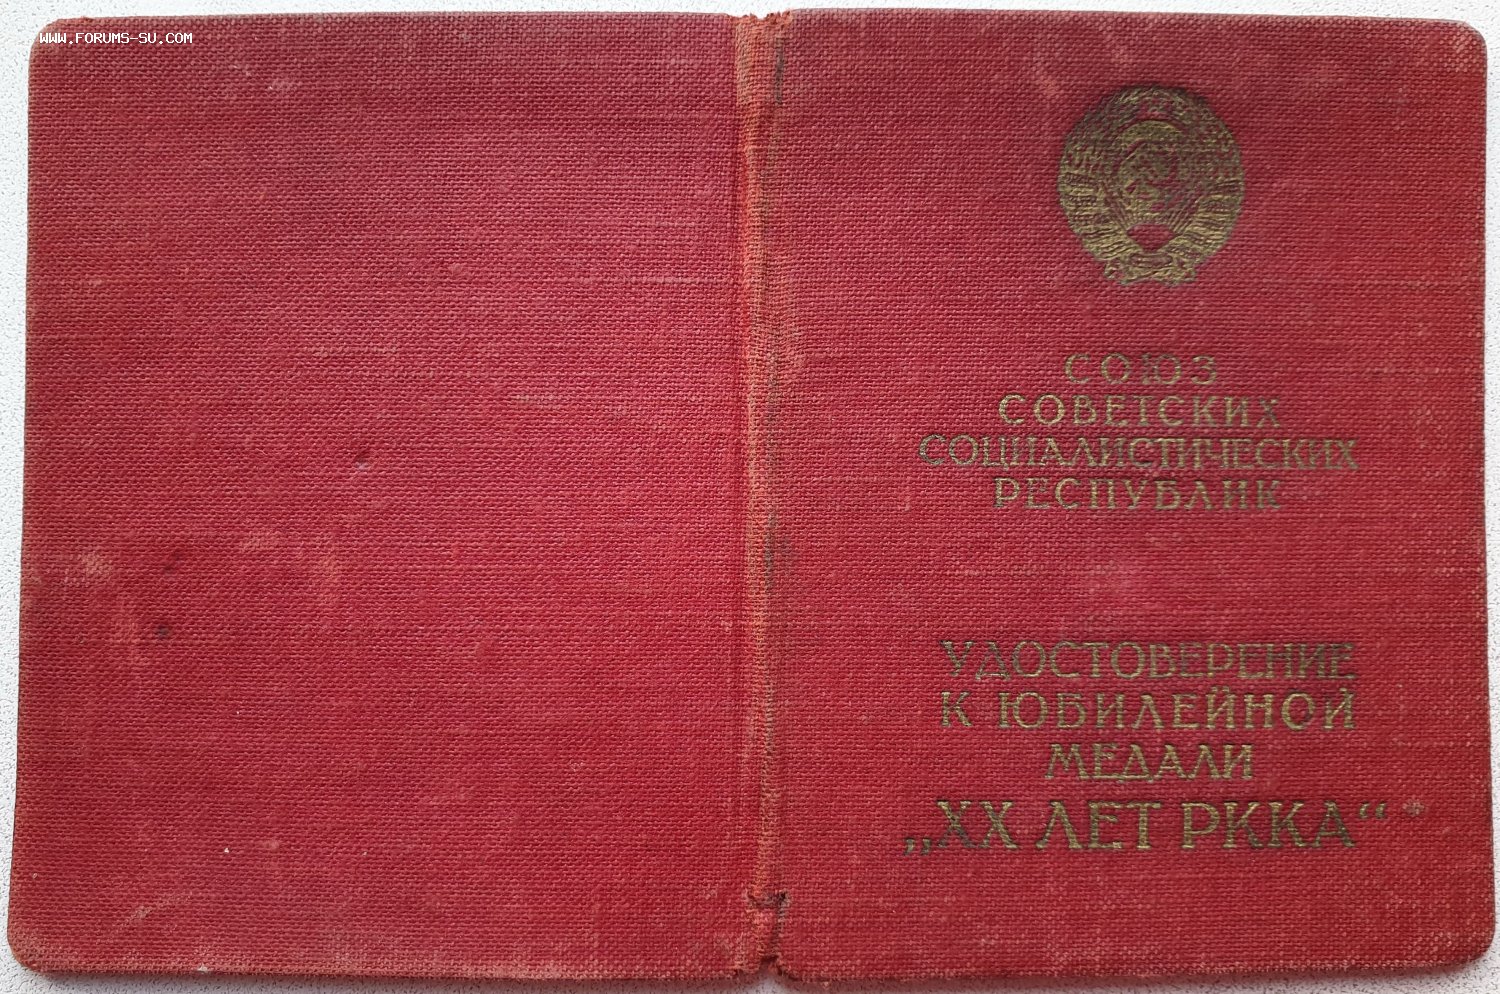 WWW.FORUMS-SU.COM
СОЮЗ
СОВЕТСКИХ
СОЦИАЛИСТИЧЕСКИХ
РЕСПУБЛИК
УДОСТОВЕРЕНИЕ
К ЮБИЛЕЙНОЙ
МЕДАЛИ
„XX ЛЕТ РККА“